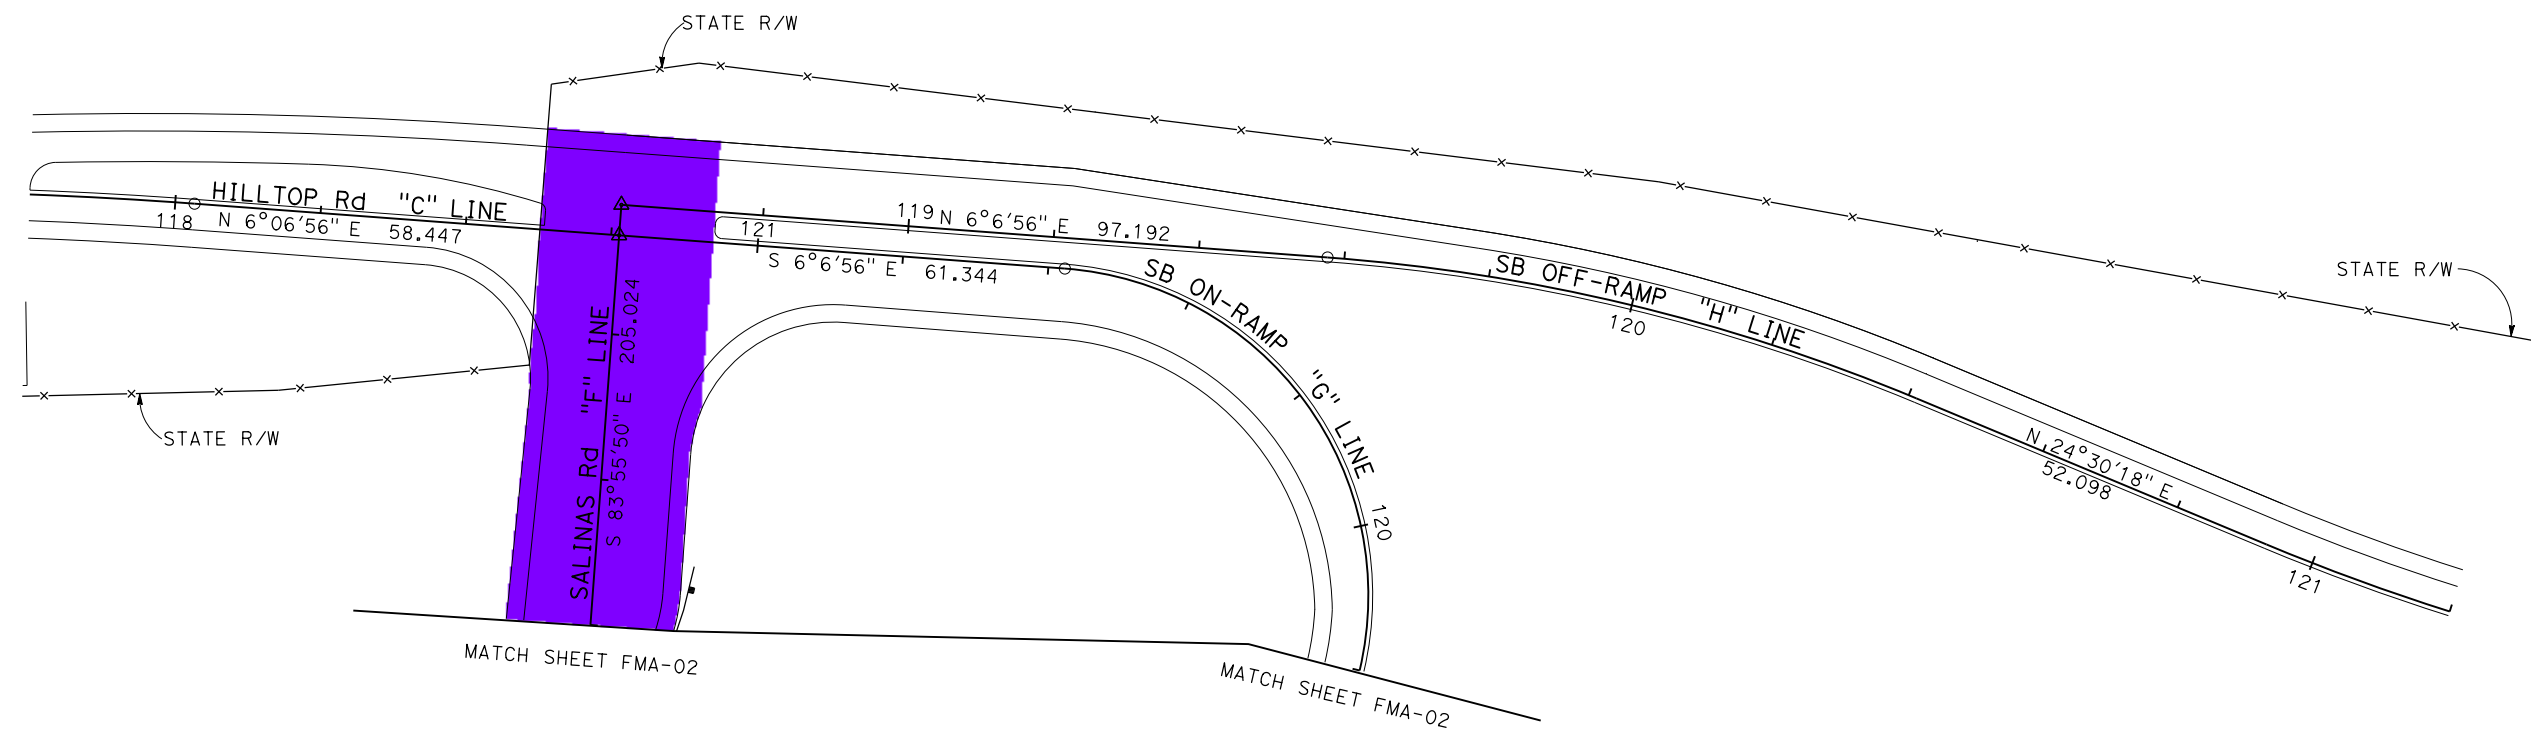 STATE R/W
HILLTOP Rd "C" LINE
118
N 6°06'56" E 58.447
121
119
N 6°6'56" E 97.192
S 6°6'56" E 61.344
SB ON-RAMP "G" LINE
120
SB OFF-RAMP "H" LINE
120
STATE R/W
N 24°30'18" E
52.098
121
STATE R/W
SALINAS Rd "F" LINE
S 83°55'50" E 205.024
MATCH SHEET FMA-02
MATCH SHEET FMA-02